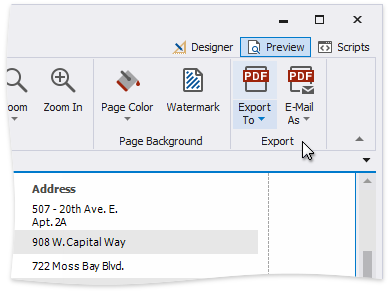 Designer Preview Scripts
PDF PDF
oom Zoom In Page Color Watermark Export To E-Mail As
Page Background Export
Address
507 - 20th Ave. E.
Apt. 2A
908 W. Capital Way
722 Moss Bay Blvd.